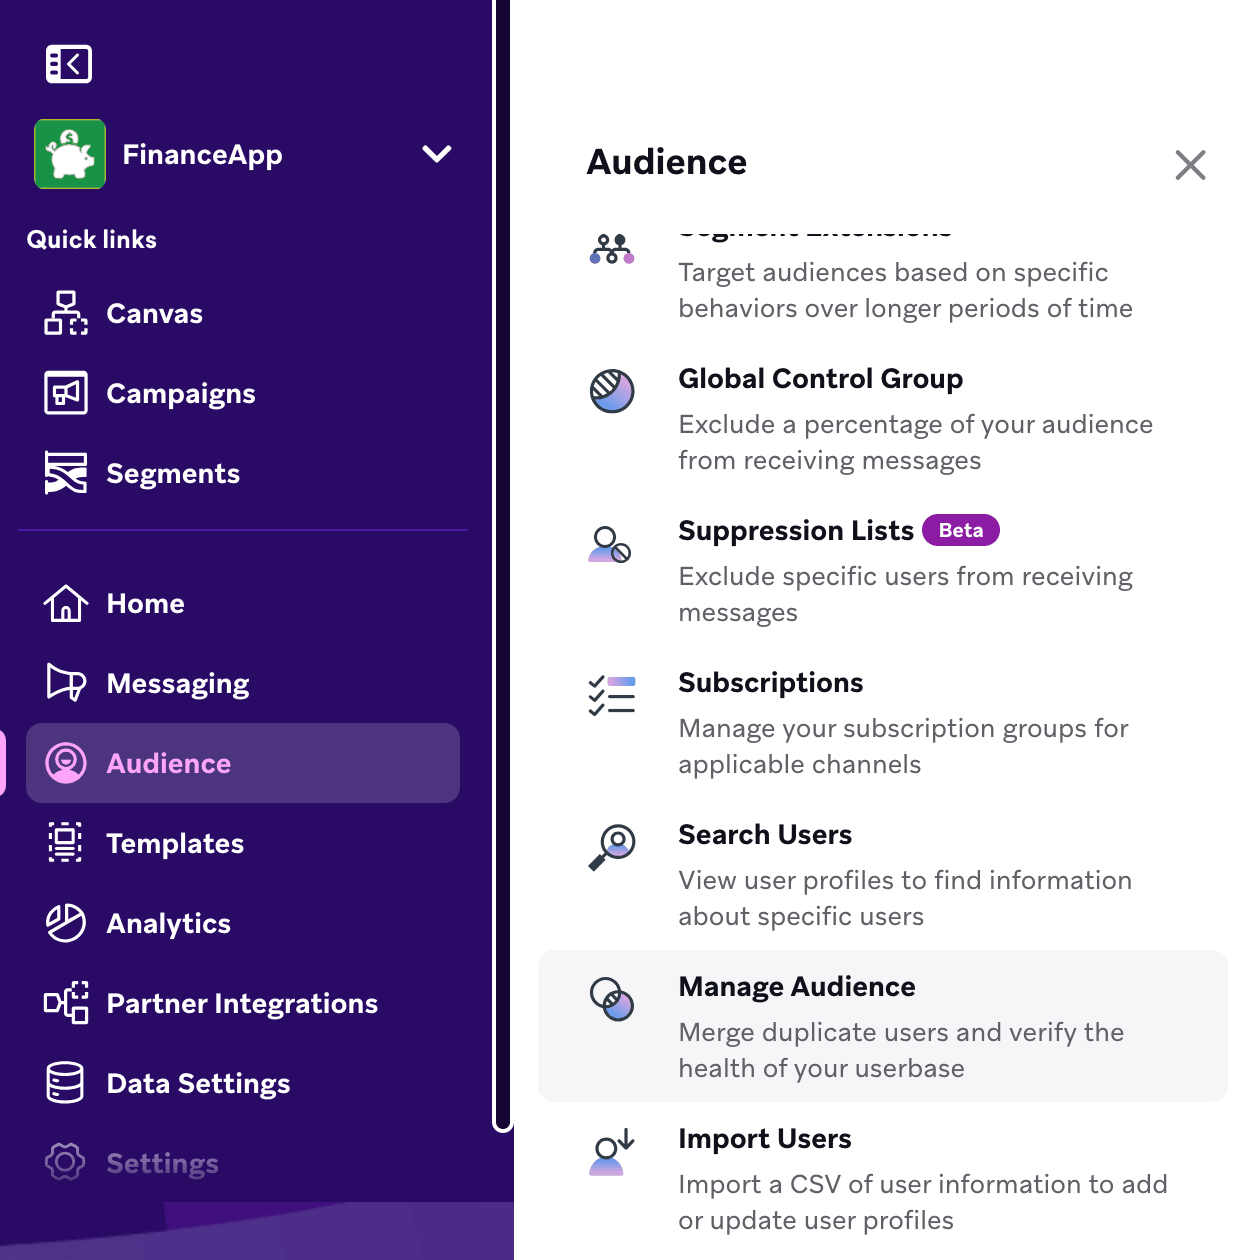 FinanceApp
Quick links
Canvas
Campaigns
Segments
Home
Messaging
Audience
Templates
Analytics
Partner Integrations
Data Settings
Settings
Audience
Segment Extensions
Target audiences based on specific
behaviors over longer periods of time
Global Control Group
Exclude a percentage of your audience
from receiving messages
Suppression Lists Beta
Exclude specific users from receiving
messages
Subscriptions
Manage your subscription groups for
applicable channels
Search Users
View user profiles to find information
about specific users
Manage Audience
Merge duplicate users and verify the
health of your userbase
Import Users
Import a CSV of user information to add
or update user profiles